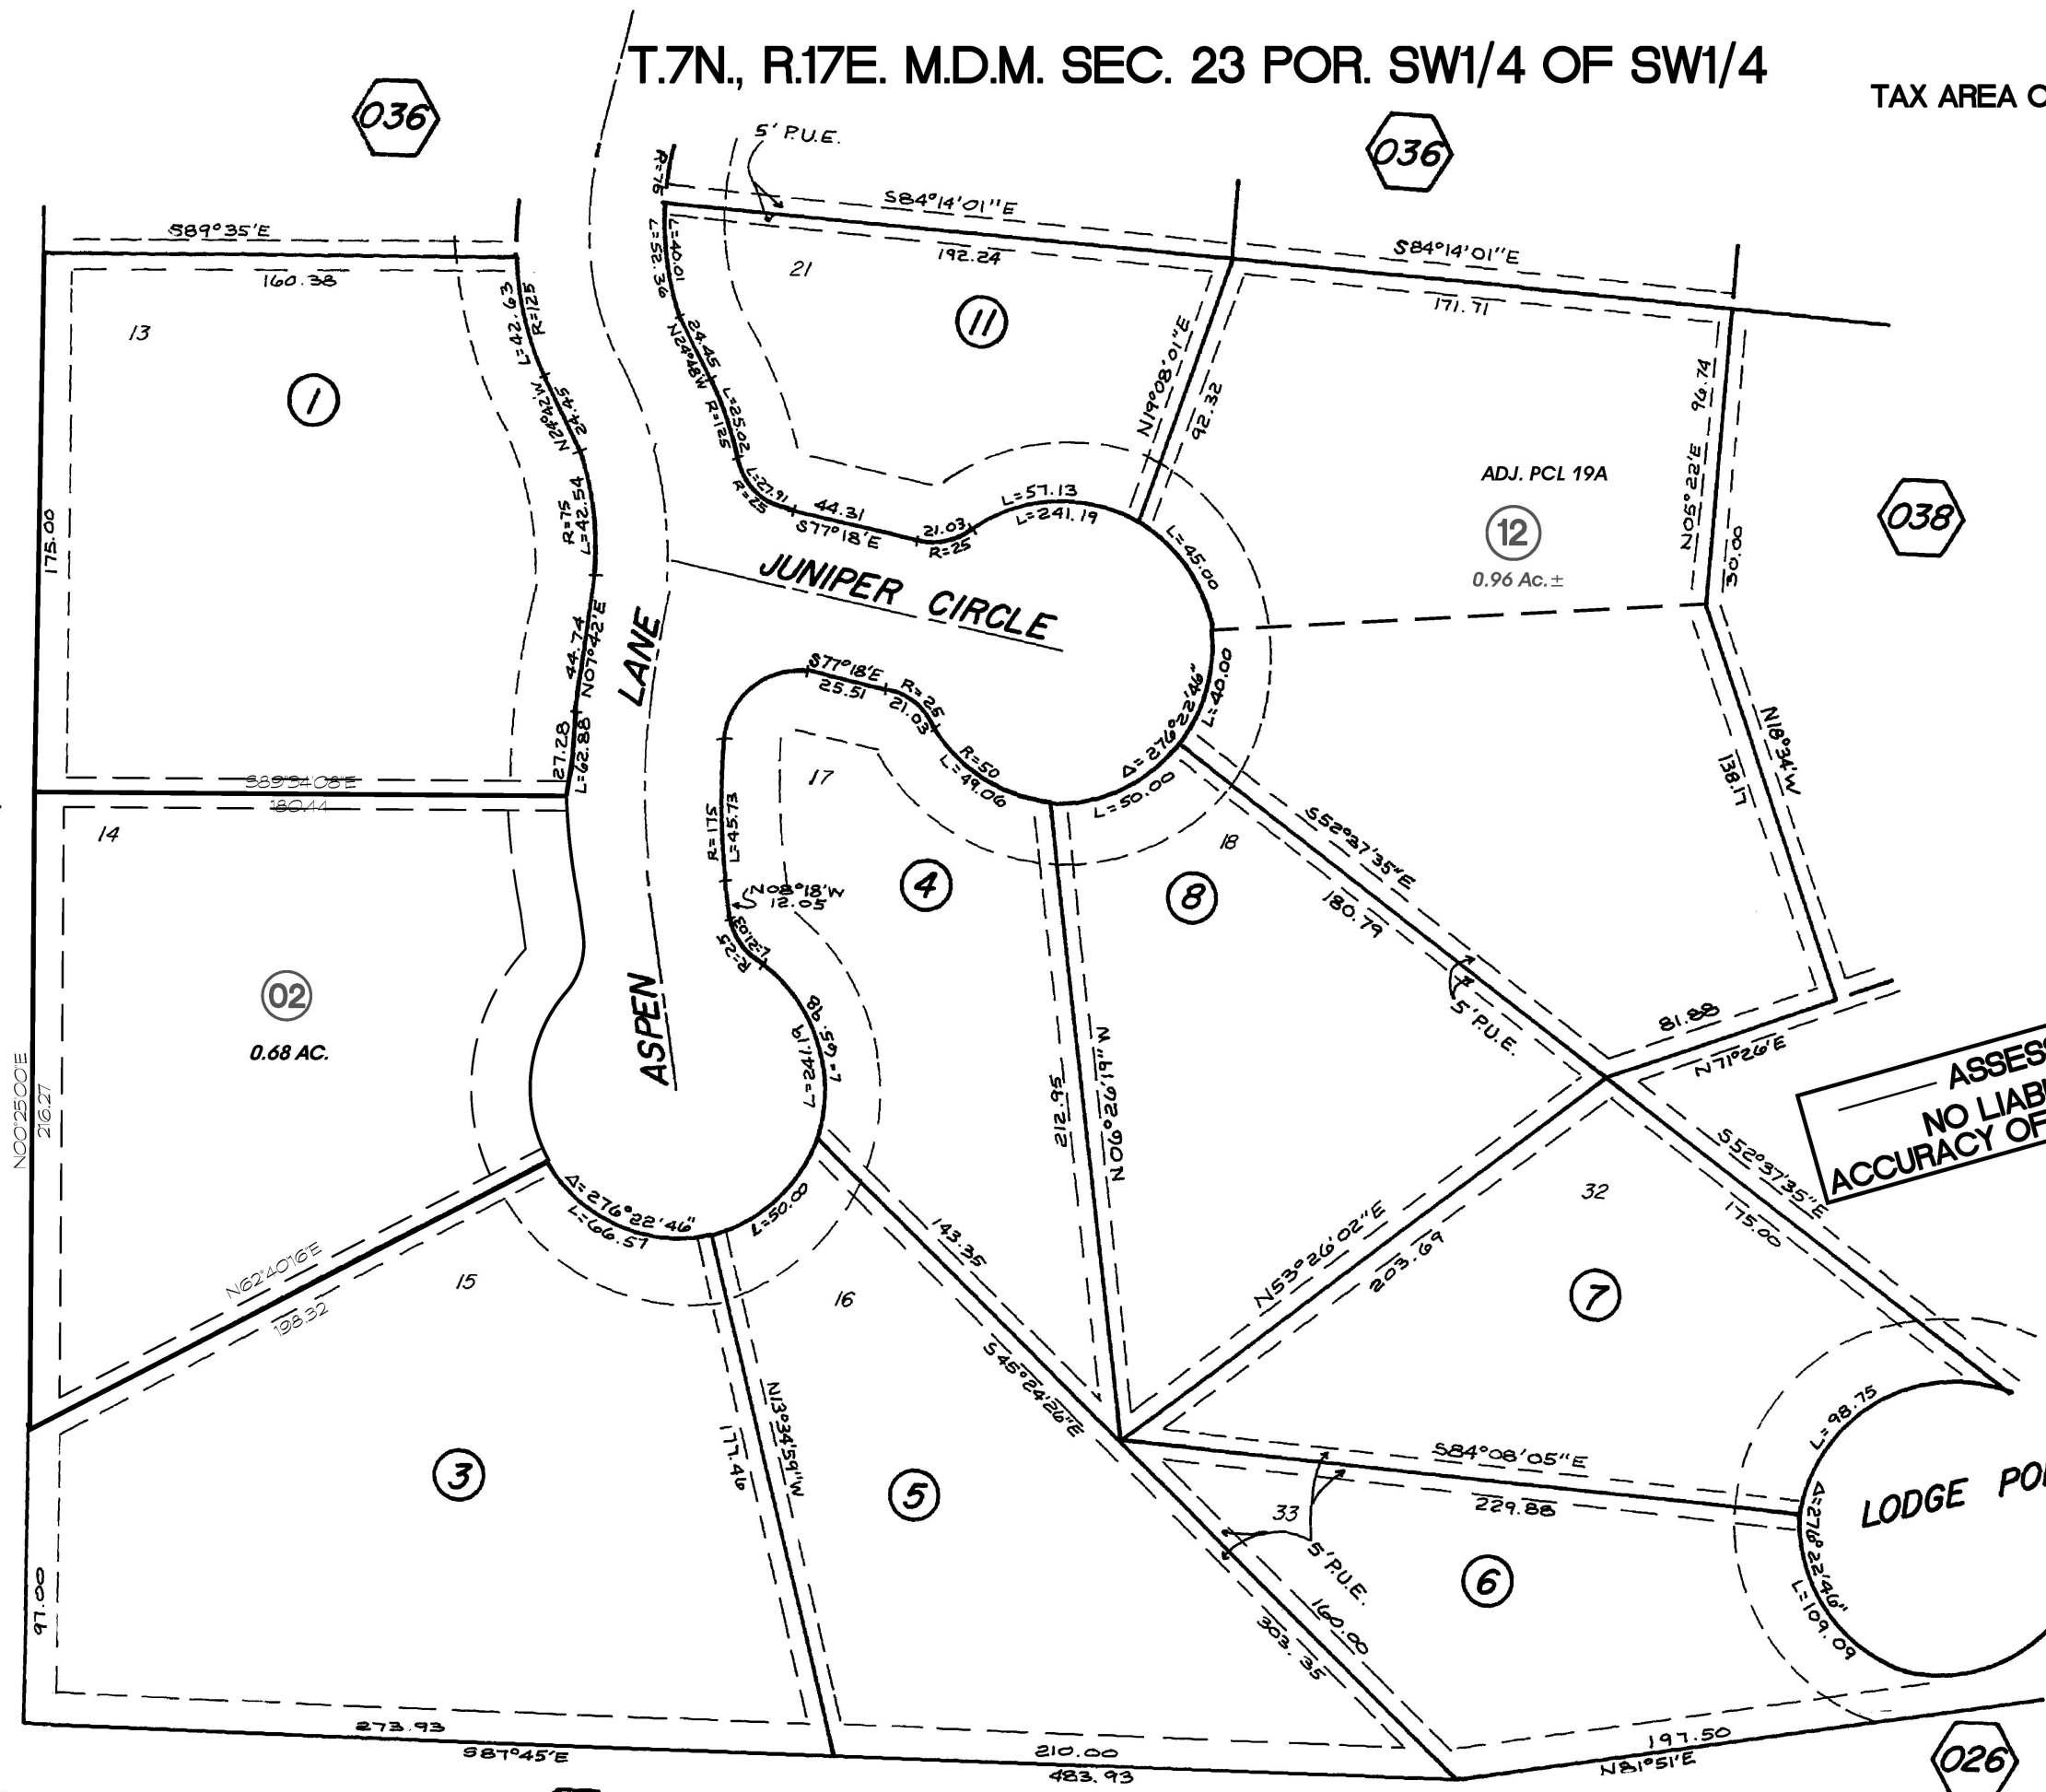 T.7N., R.17E. M.D.M. SEC. 23 POR. SW1/4 OF SW1/4
TAX AREA
036
036
5' P.U.E.
R=76
S84°14'01"E
192.24
S84°14'01"E
171.71
S89°35'E
160.38
13
1
L=42.63
R=125
24.45
N24°42'W
R=75
L=42.54
44.74
N07°42'E
27.28
L=62.88'
175.00
L=40.01
L=52.36
24.45
N24°48'W
L=25.02
R=125
L=27.91
R=25
44.31
S77°18'E
21.03
R=25
21
11
L=57.13
L=241.19
N19°08'01"E
92.32
L=45.00
ADJ. PCL 19A
12
0.96 Ac.±
N05°22'E
96.74
30.00
038
JUNIPER CIRCLE
LANE
ASPEN
S77°18'E
25.51
R=25
21.03
R=50
L=49.06
Δ=276°22'46"
L=40.00
L=50.00
N18°34'W
138.17
S89°34'08"E
180.44
14
02
0.68 AC.
N00°25'00"E
216.27
17
R=175
L=45.73
N08°18'W
12.05
L=21.03
R=25
4
8
18
S52°37'35"E
180.79
5' P.U.E.
81.88
N71°26'E
L=65.98
L=241.19
212.95
N06°26'19"W
ASSES
NO LIAB
ACCURACY OF
Δ=276°22'46"
L=66.57
L=50.00
N62°40'16"E
198.32
15
16
143.35
S45°24'26"E
N53°26'02"E
203.69
32
7
S52°37'35"E
175.00
3
N13°34'59"W
177.46
5
S84°08'05"E
229.88
33
5' P.U.E.
6
160.00
303.35
L=98.75
Δ=276°22'46"
L=109.09
LODGE
97.00
273.93
S87°45'E
210.00
483.93
197.50
N81°51'E
026